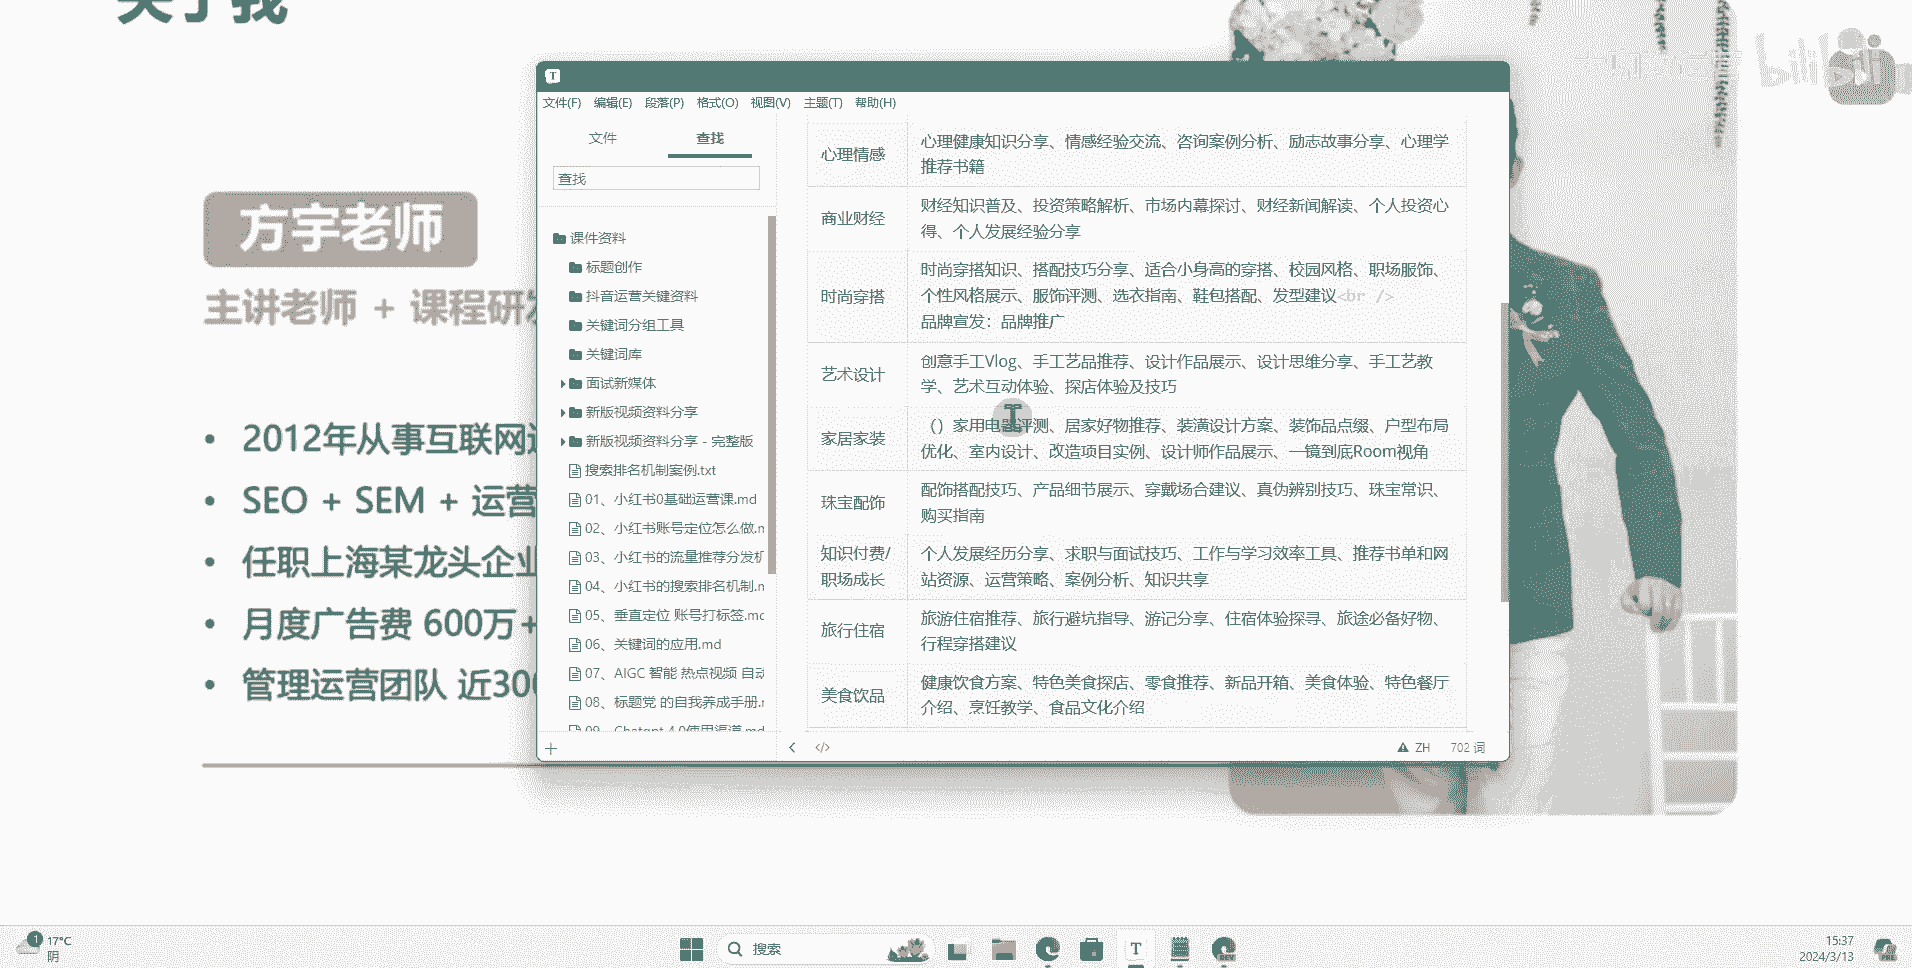 关于我
bilibili
方宇老师
主讲老师 + 课程研发
2012年从事互联网
SEO + SEM + 运营
任职上海某龙头企业
月度广告费 600万+
管理运营团队 近300
文件(F) 编辑(E) 段落(P) 格式(O) 视图(V) 主题(T) 帮助(H)
文件 查找
查找
课件资料
标题创作
抖音运营关键资料
关键词分组工具
关键词库
面试新媒体
新版视频资料分享
新版视频资料分享 - 完整版
搜索排名机制案例.txt
01、小红书0基础运营课.md
02、小红书账号定位怎么做.m
03、小红书的流量推荐分发机
04、小红书的搜索排名机制.m
05、垂直定位 账号打标签.md
06、关键词的应用.md
07、AIGC 智能 热点视频 自动
08、标题党 的自我养成手册.m
09、Chatgpt 4.0使用渠道.md
心理情感
心理健康知识分享、情感经验交流、咨询案例分析、励志故事分享、心理学
推荐书籍
商业财经
财经知识普及、投资策略解析、市场内幕探讨、财经新闻解读、个人投资心
得、个人发展经验分享
时尚穿搭
时尚穿搭知识、搭配技巧分享、适合小身高的穿搭、校园风格、职场服饰、
个性风格展示、服饰评测、选衣指南、鞋包搭配、发型建议<br />
品牌宣发：品牌推广
艺术设计
创意手工Vlog、手工艺品推荐、设计作品展示、设计思维分享、手工艺教
学、艺术互动体验、探店体验及技巧
家居家装
（）家用电器评测、居家好物推荐、装潢设计方案、装饰品点缀、户型布局
优化、室内设计、改造项目实例、设计师作品展示、一镜到底Room视角
珠宝配饰
配饰搭配技巧、产品细节展示、穿戴场合建议、真伪辨别技巧、珠宝常识、
购买指南
知识付费/
职场成长
个人发展经历分享、求职与面试技巧、工作与学习效率工具、推荐书单和网
站资源、运营策略、案例分析、知识共享
旅行住宿
旅游住宿推荐、旅行避坑指导、游记分享、住宿体验探寻、旅途必备好物、
行程穿搭建议
美食饮品
健康饮食方案、特色美食探店、零食推荐、新品开箱、美食体验、特色餐厅
介绍、烹饪教学、食品文化介绍
</> ZH 702 词
1 17°C
阴
搜索
T
DEV
15:37
2024/3/13
PRE